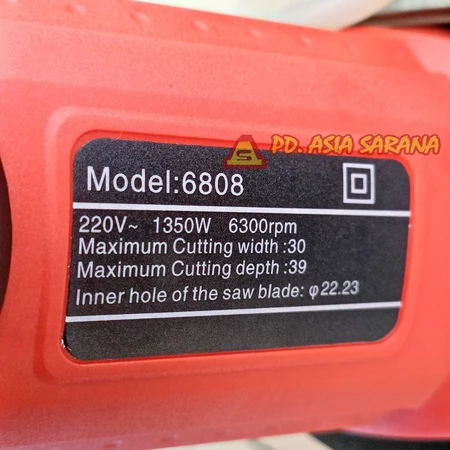 PD. ASIA SARANA
Model:6808
220V~ 1350W 6300rpm
Maximum Cutting width :30
Maximum Cutting depth :39
Inner hole of the saw blade: φ22.23